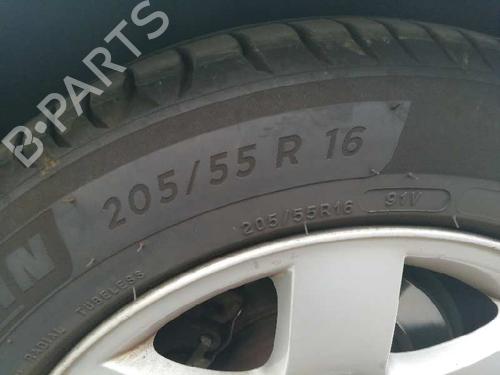 B-PARTS
205/55 R 16
205/55R16 91V
TUBELESS
RADIAL